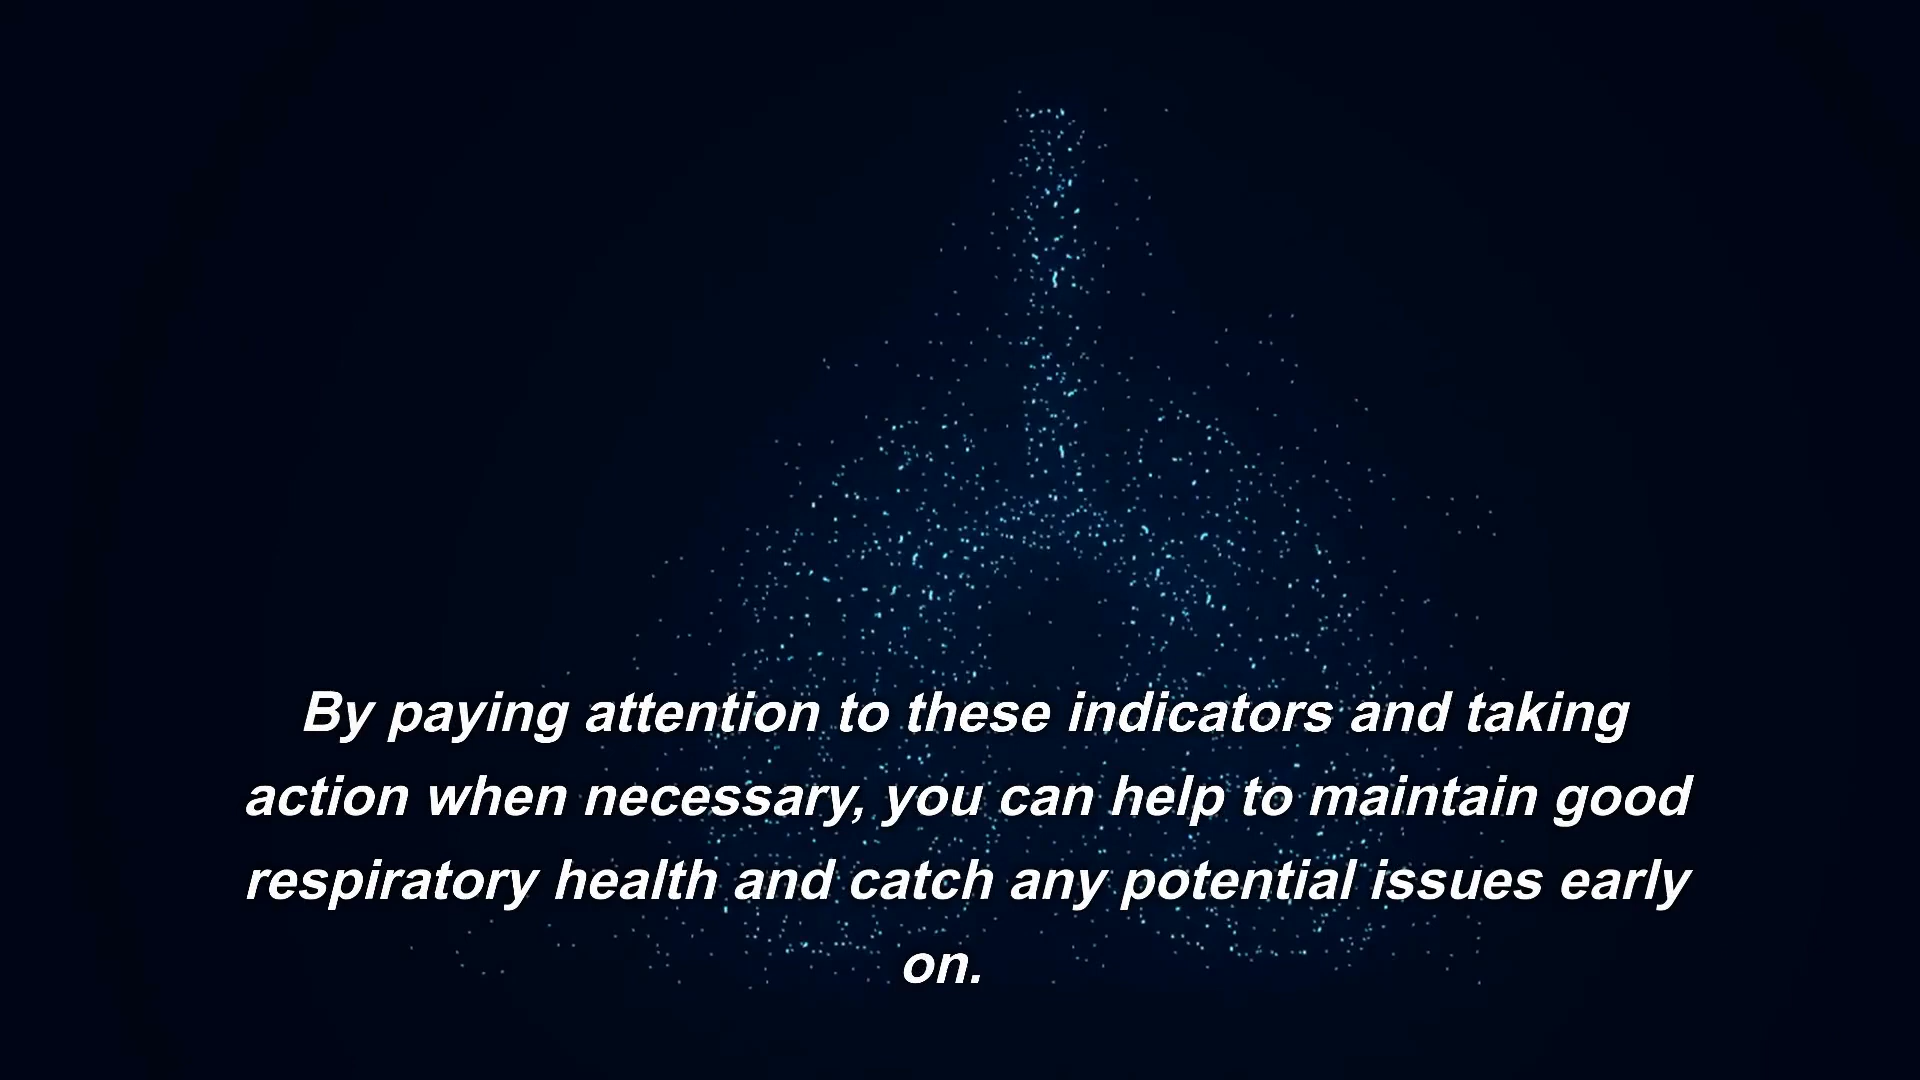 By paying attention to these indicators and taking
action when necessary, you can help to maintain good
respiratory health and catch any potential issues early
on.